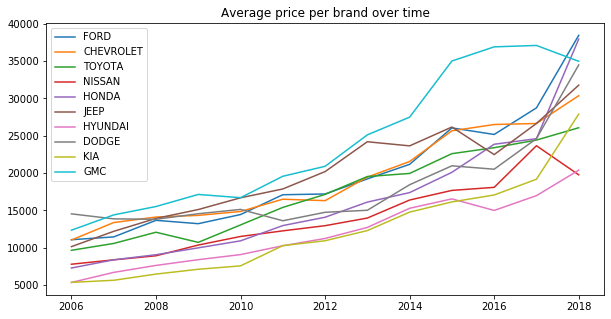 Average price per brand over time
40000
35000
30000
25000
20000
15000
10000
5000
FORD
CHEVROLET
TOYOTA
NISSAN
HONDA
JEEP
HYUNDAI
DODGE
KIA
GMC
2006 2008 2010 2012 2014 2016 2018